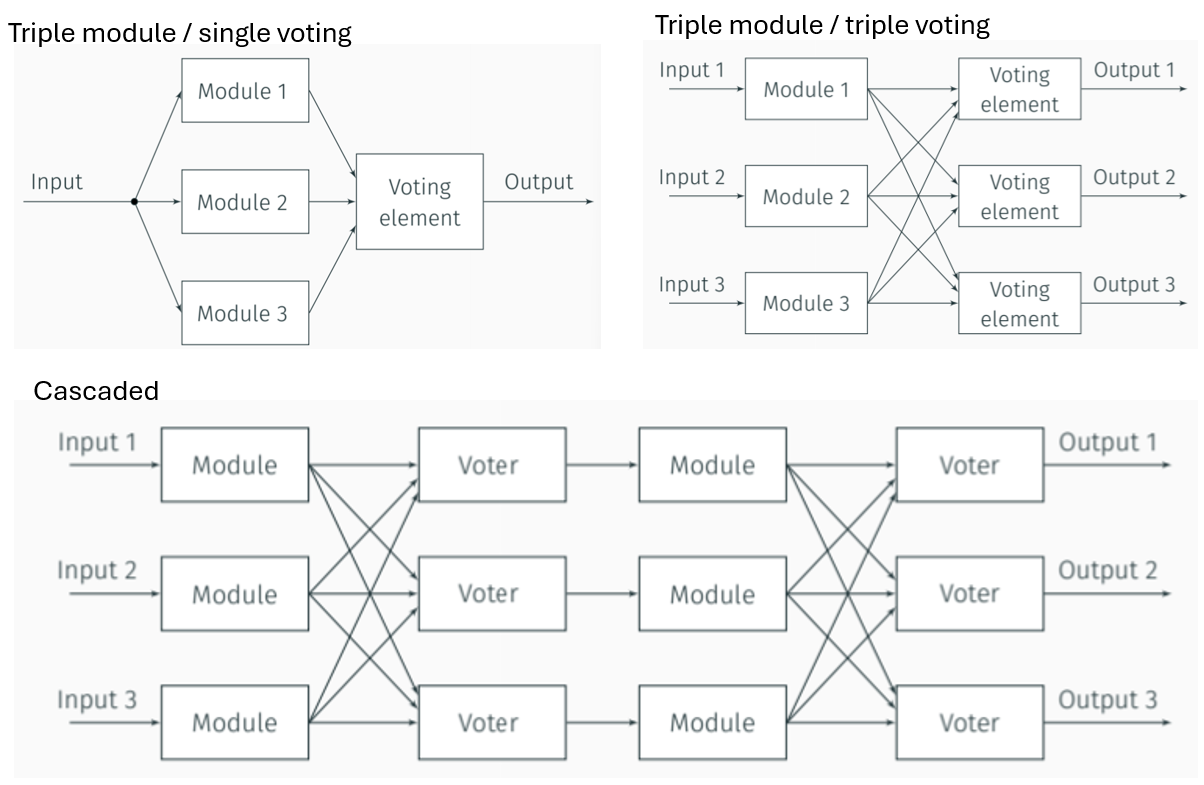 Triple module / single voting
Input
Module 1
Module 2
Module 3
Voting
element
Output
Triple module / triple voting
Input 1
Module 1
Voting
element
Output 1
Input 2
Module 2
Voting
element
Output 2
Input 3
Module 3
Voting
element
Output 3
Cascaded
Input 1
Module
Voter
Module
Voter
Output 1
Input 2
Module
Voter
Module
Voter
Output 2
Input 3
Module
Voter
Module
Voter
Output 3